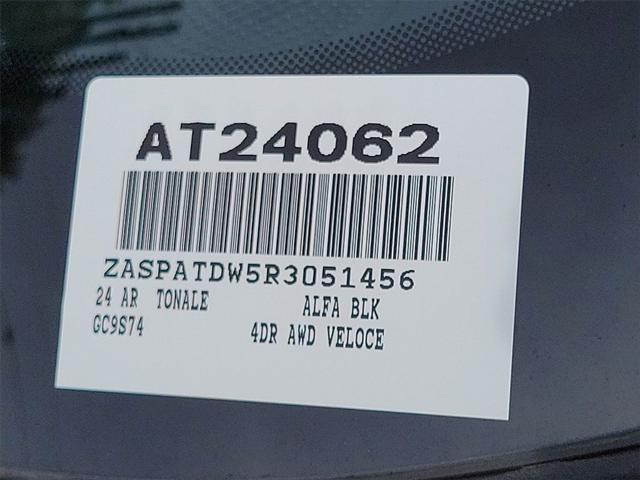 AT24062
ZASPATDW5R3051456
24 AR TONALE ALFA BLK
GC9S74 4DR AWD VELOCE